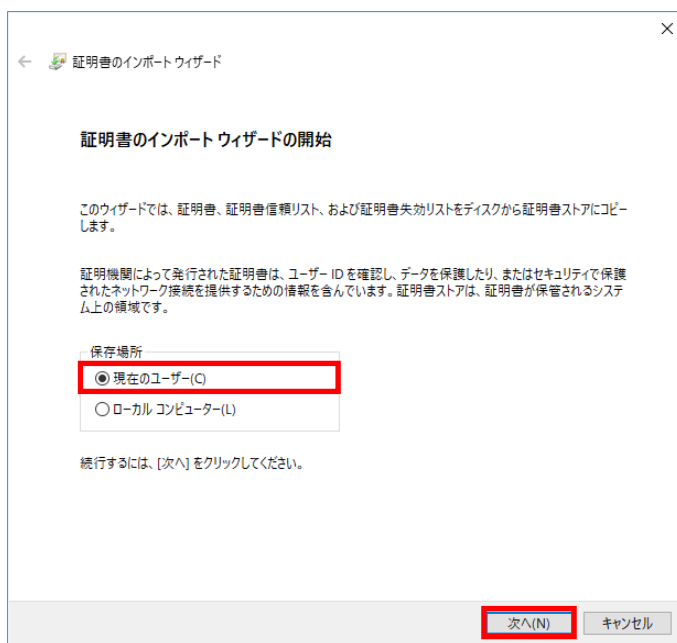 証明書のインポート ウィザード
証明書のインポート ウィザードの開始
このウィザードでは、証明書、証明書信頼リスト、および証明書失効リストをディスクから証明書ストアにコピー
します。
証明機関によって発行された証明書は、ユーザー ID を確認し、データを保護したり、またはセキュリティで保護
されたネットワーク接続を提供するための情報を含んでいます。証明書ストアは、証明書が保管されるシステ
ム上の領域です。
保存場所
現在のユーザー(C)
ローカル コンピューター(L)
続行するには、[次へ] をクリックしてください。
次へ(N) キャンセル